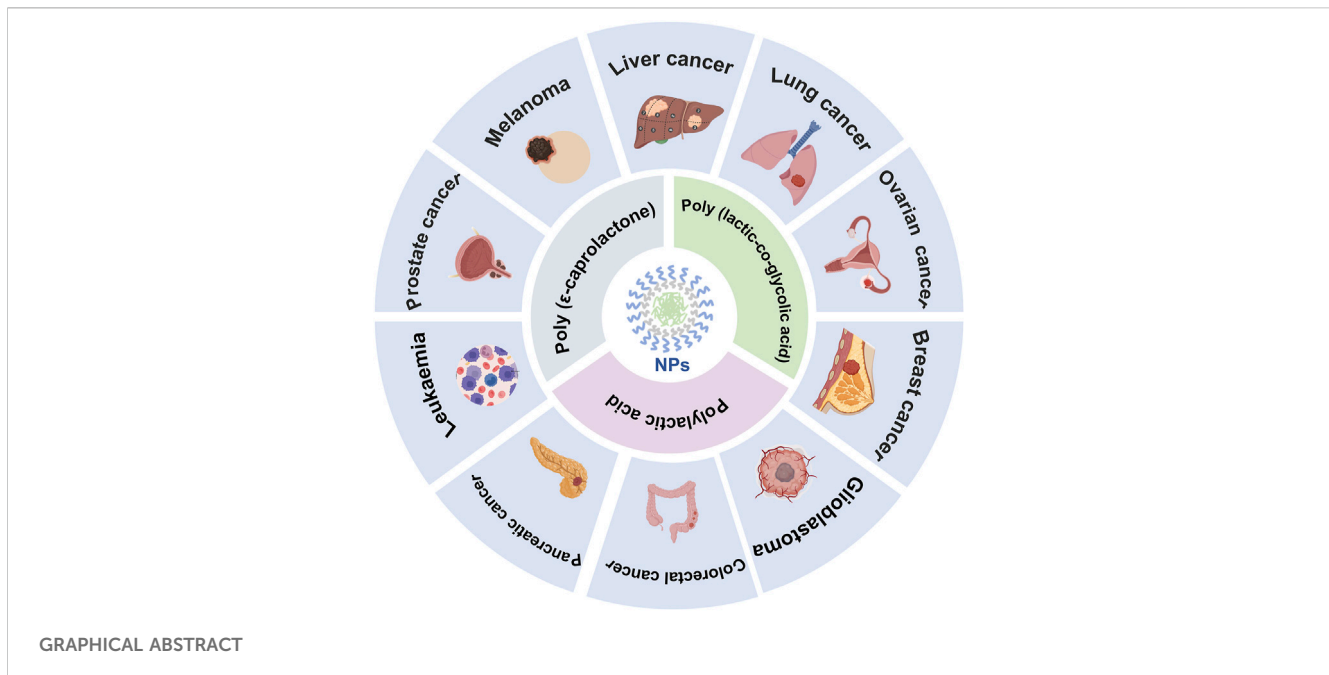 Liver cancer
Lung cancer
Ovarian cancer
Breast cancer
Glioblastoma
Colorectal cancer
Pancreatic cancer
Leukaemia
Prostate cancer
Melanoma
Poly (ε-caprolactone)
Poly (lactic-co-glycolic acid)
Polylactic acid
NPs
GRAPHICAL ABSTRACT